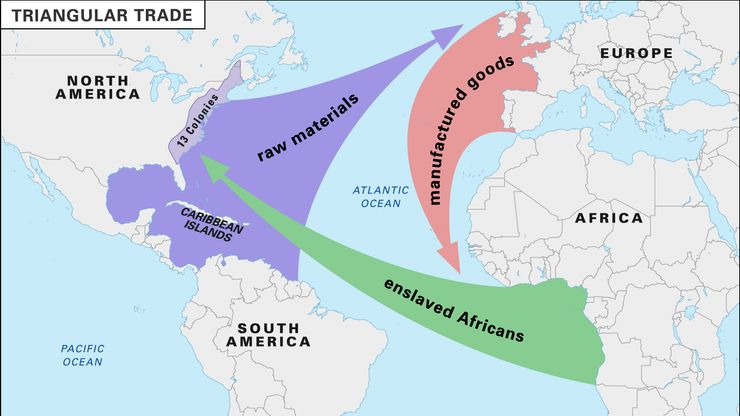 TRIANGULAR TRADE
NORTH
AMERICA
13 Colonies
raw materials
manufactured goods
EUROPE
ATLANTIC
OCEAN
AFRICA
CARIBBEAN
ISLANDS
enslaved Africans
SOUTH
AMERICA
PACIFIC
OCEAN